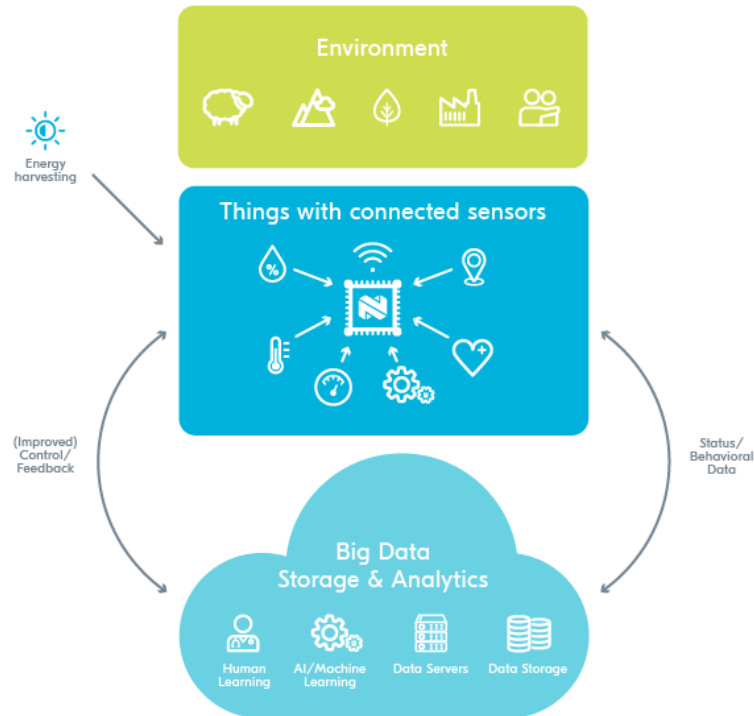 Environment
Energy
harvesting
Things with connected sensors
%
N
(Improved)
Control/
Feedback
Status/
Behavioral
Data
Big Data
Storage & Analytics
Human
Learning
AI/Machine
Learning
Data Servers
Data Storage